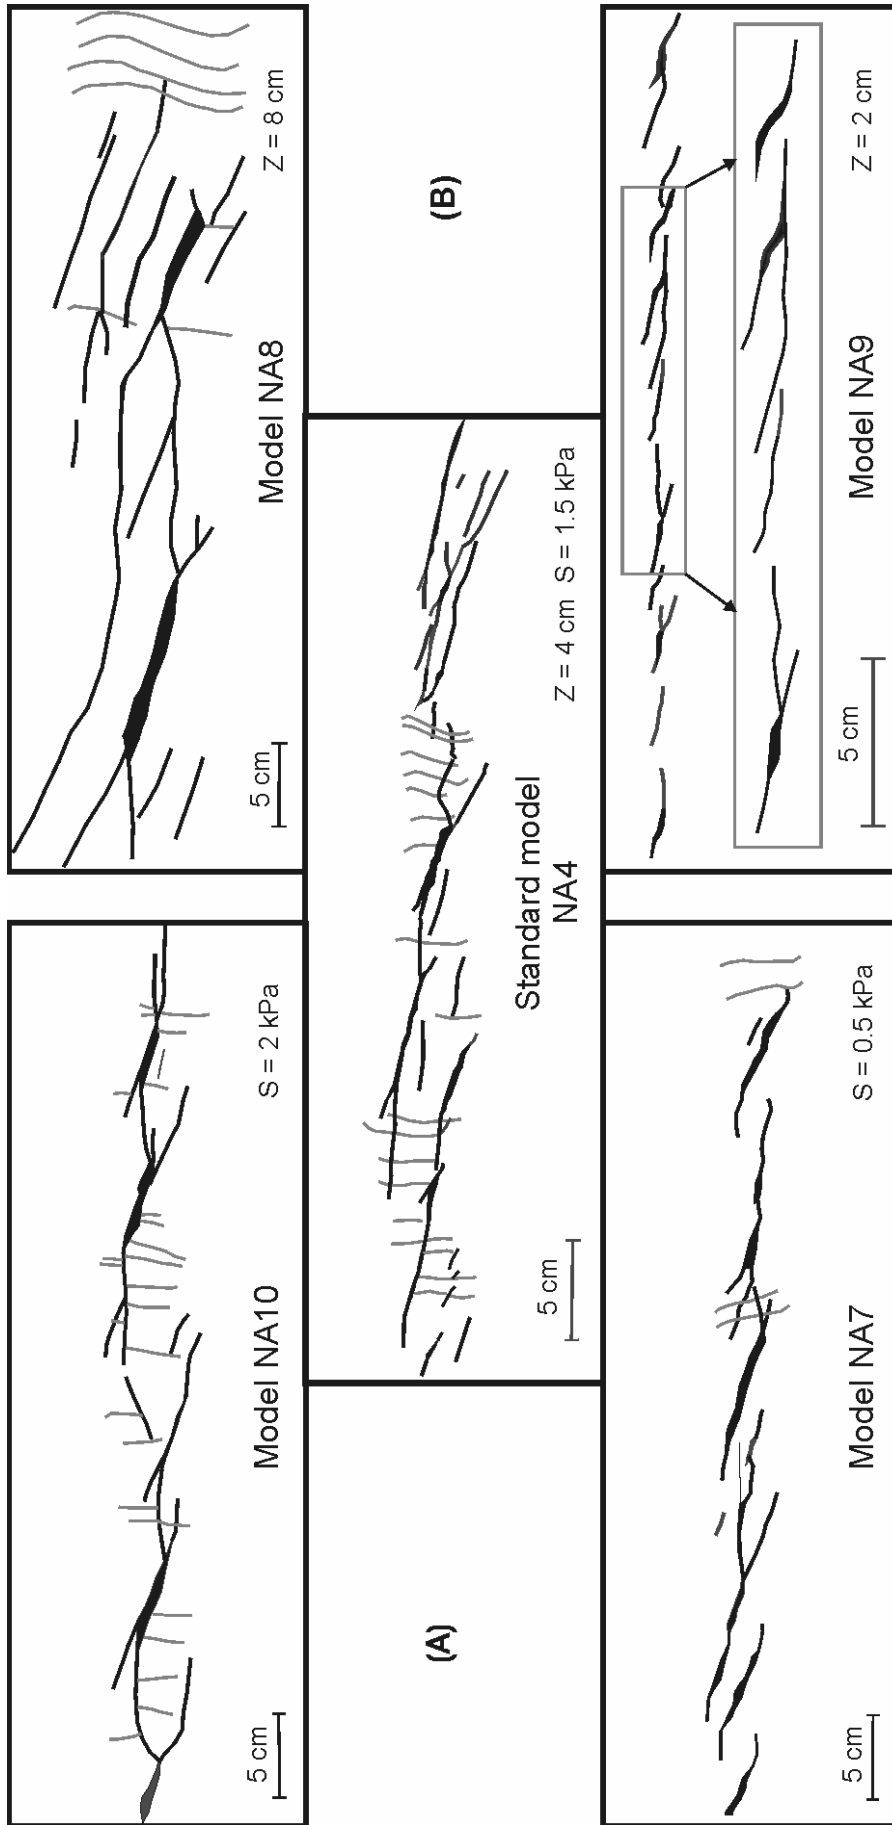 Model NA10
S = 2 kPa
5 cm
Model NA8
Z = 8 cm
5 cm
(A)
Standard model
NA4
Z = 4 cm S = 1.5 kPa
5 cm
(B)
Model NA7
S = 0.5 kPa
5 cm
Model NA9
Z = 2 cm
5 cm